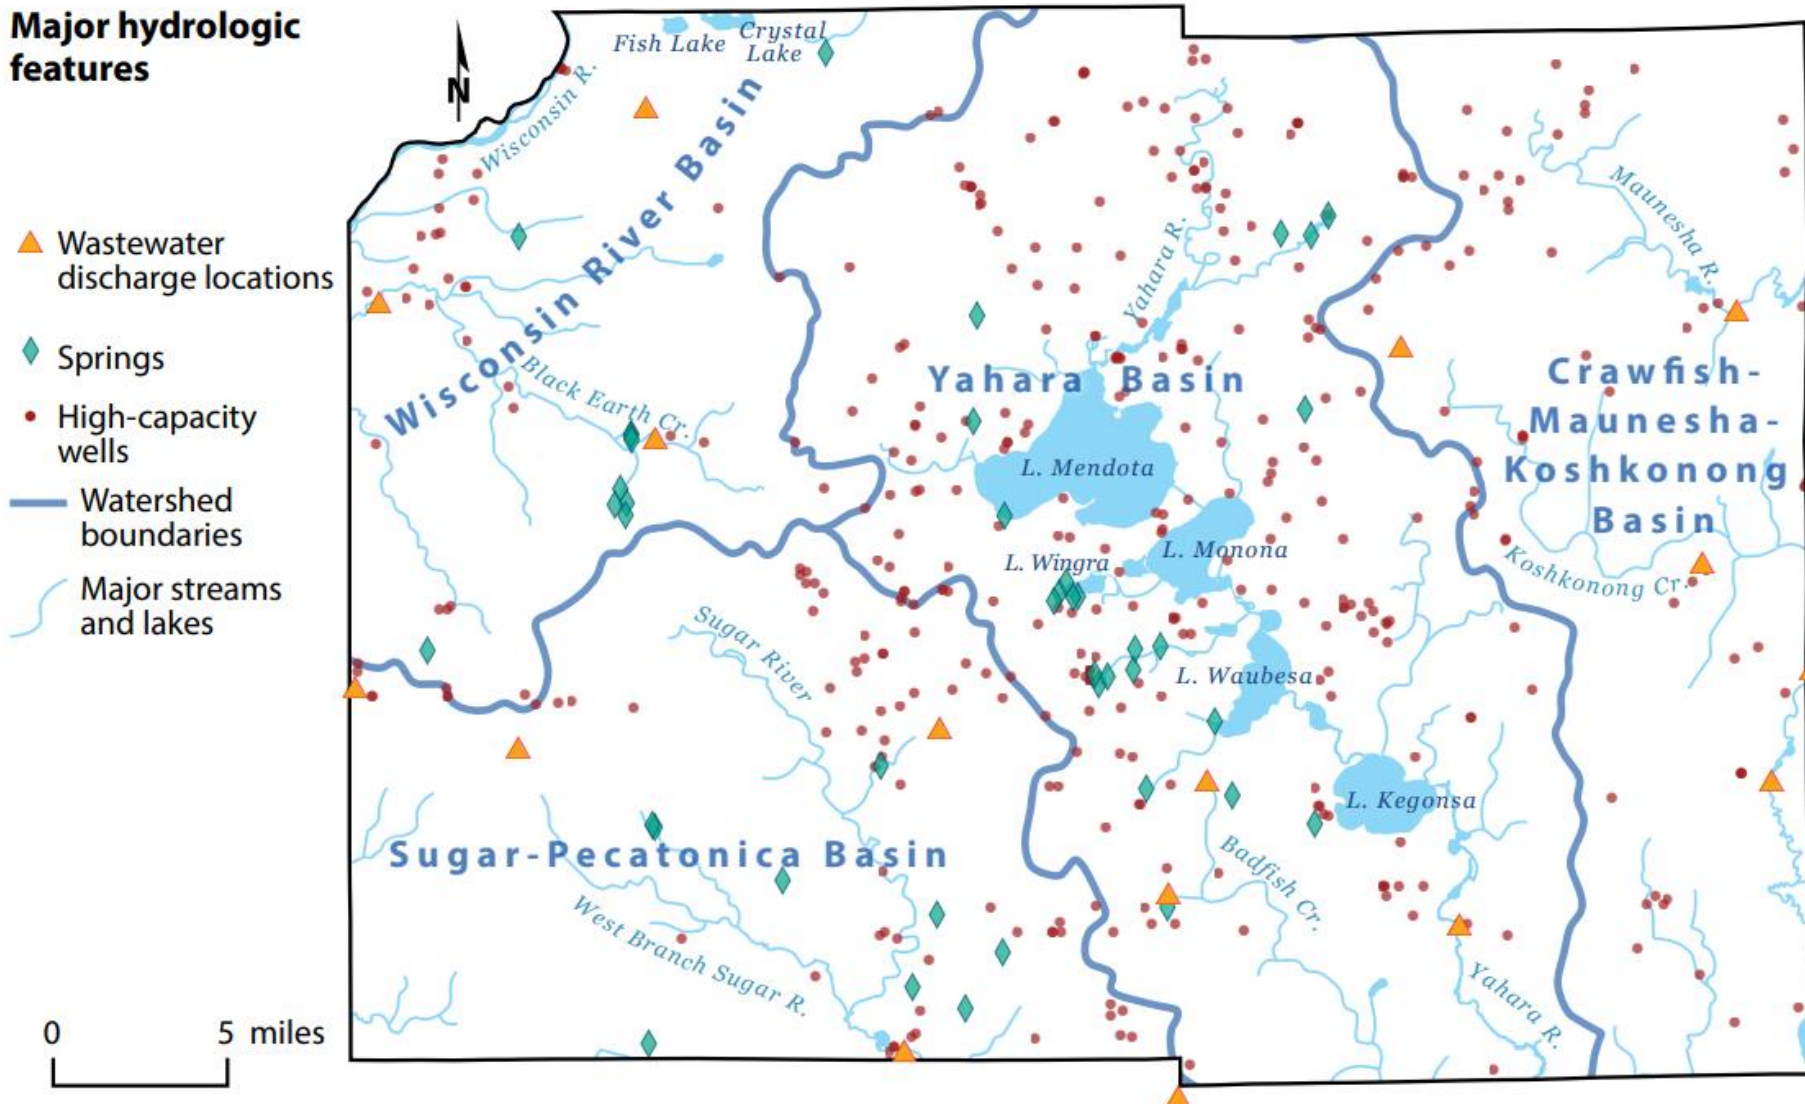 Major hydrologic
features
N
Wastewater
discharge locations
Springs
High-capacity
wells
Watershed
boundaries
Major streams
and lakes
0 5 miles
Fish Lake
Crystal
Lake
Wisconsin R.
Wisconsin River Basin
Black Earth Cr.
Yahara R.
Yahara Basin
L. Mendota
L. Monona
L. Wingra
L. Waubesa
L. Kegonsa
Maunesha R.
Crawfish-
Maunesha-
Koshkonong
Basin
Koshkonong Cr.
Sugar River
Sugar-Pecatonica Basin
West Branch Sugar R.
Badfish Cr.
Yahara R.